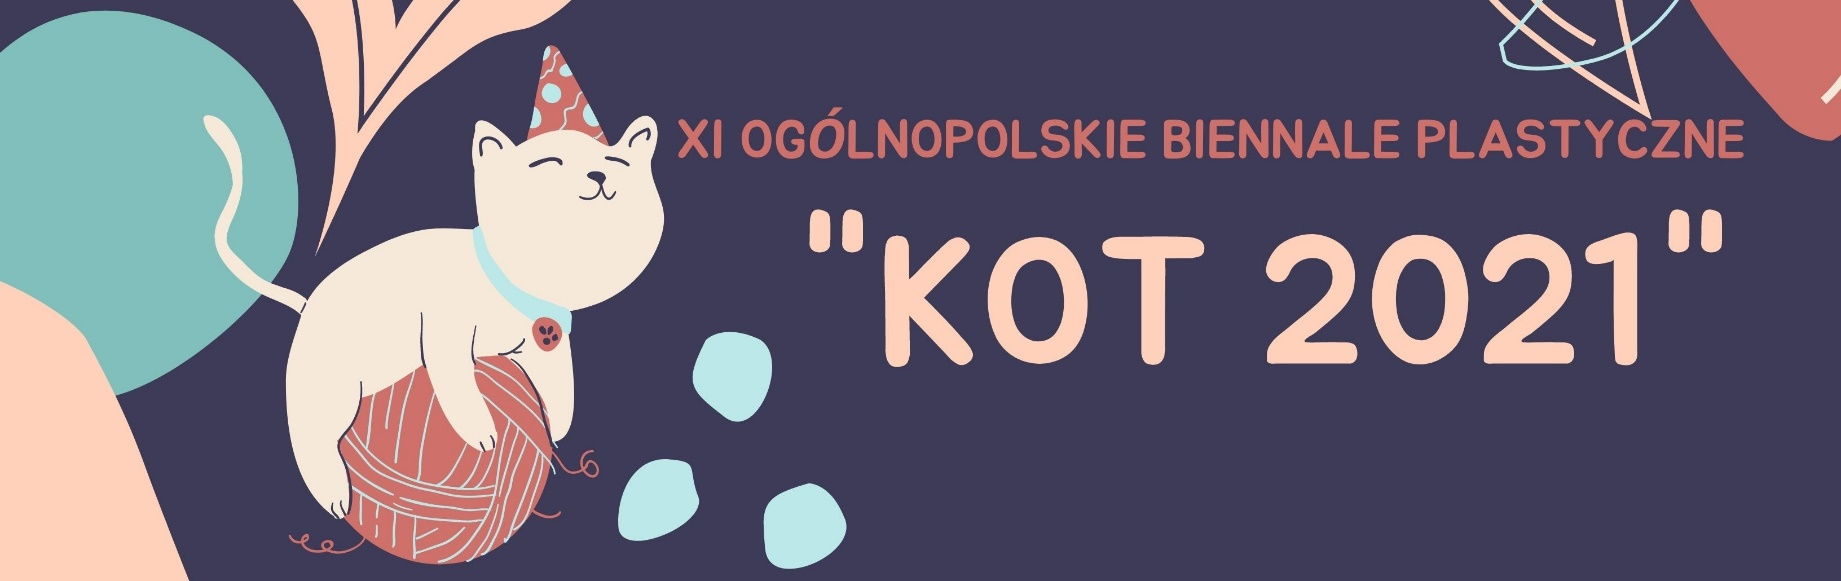 XI OGÓLNOPOLSKIE BIENNALE PLASTYCZNE
"KOT 2021"